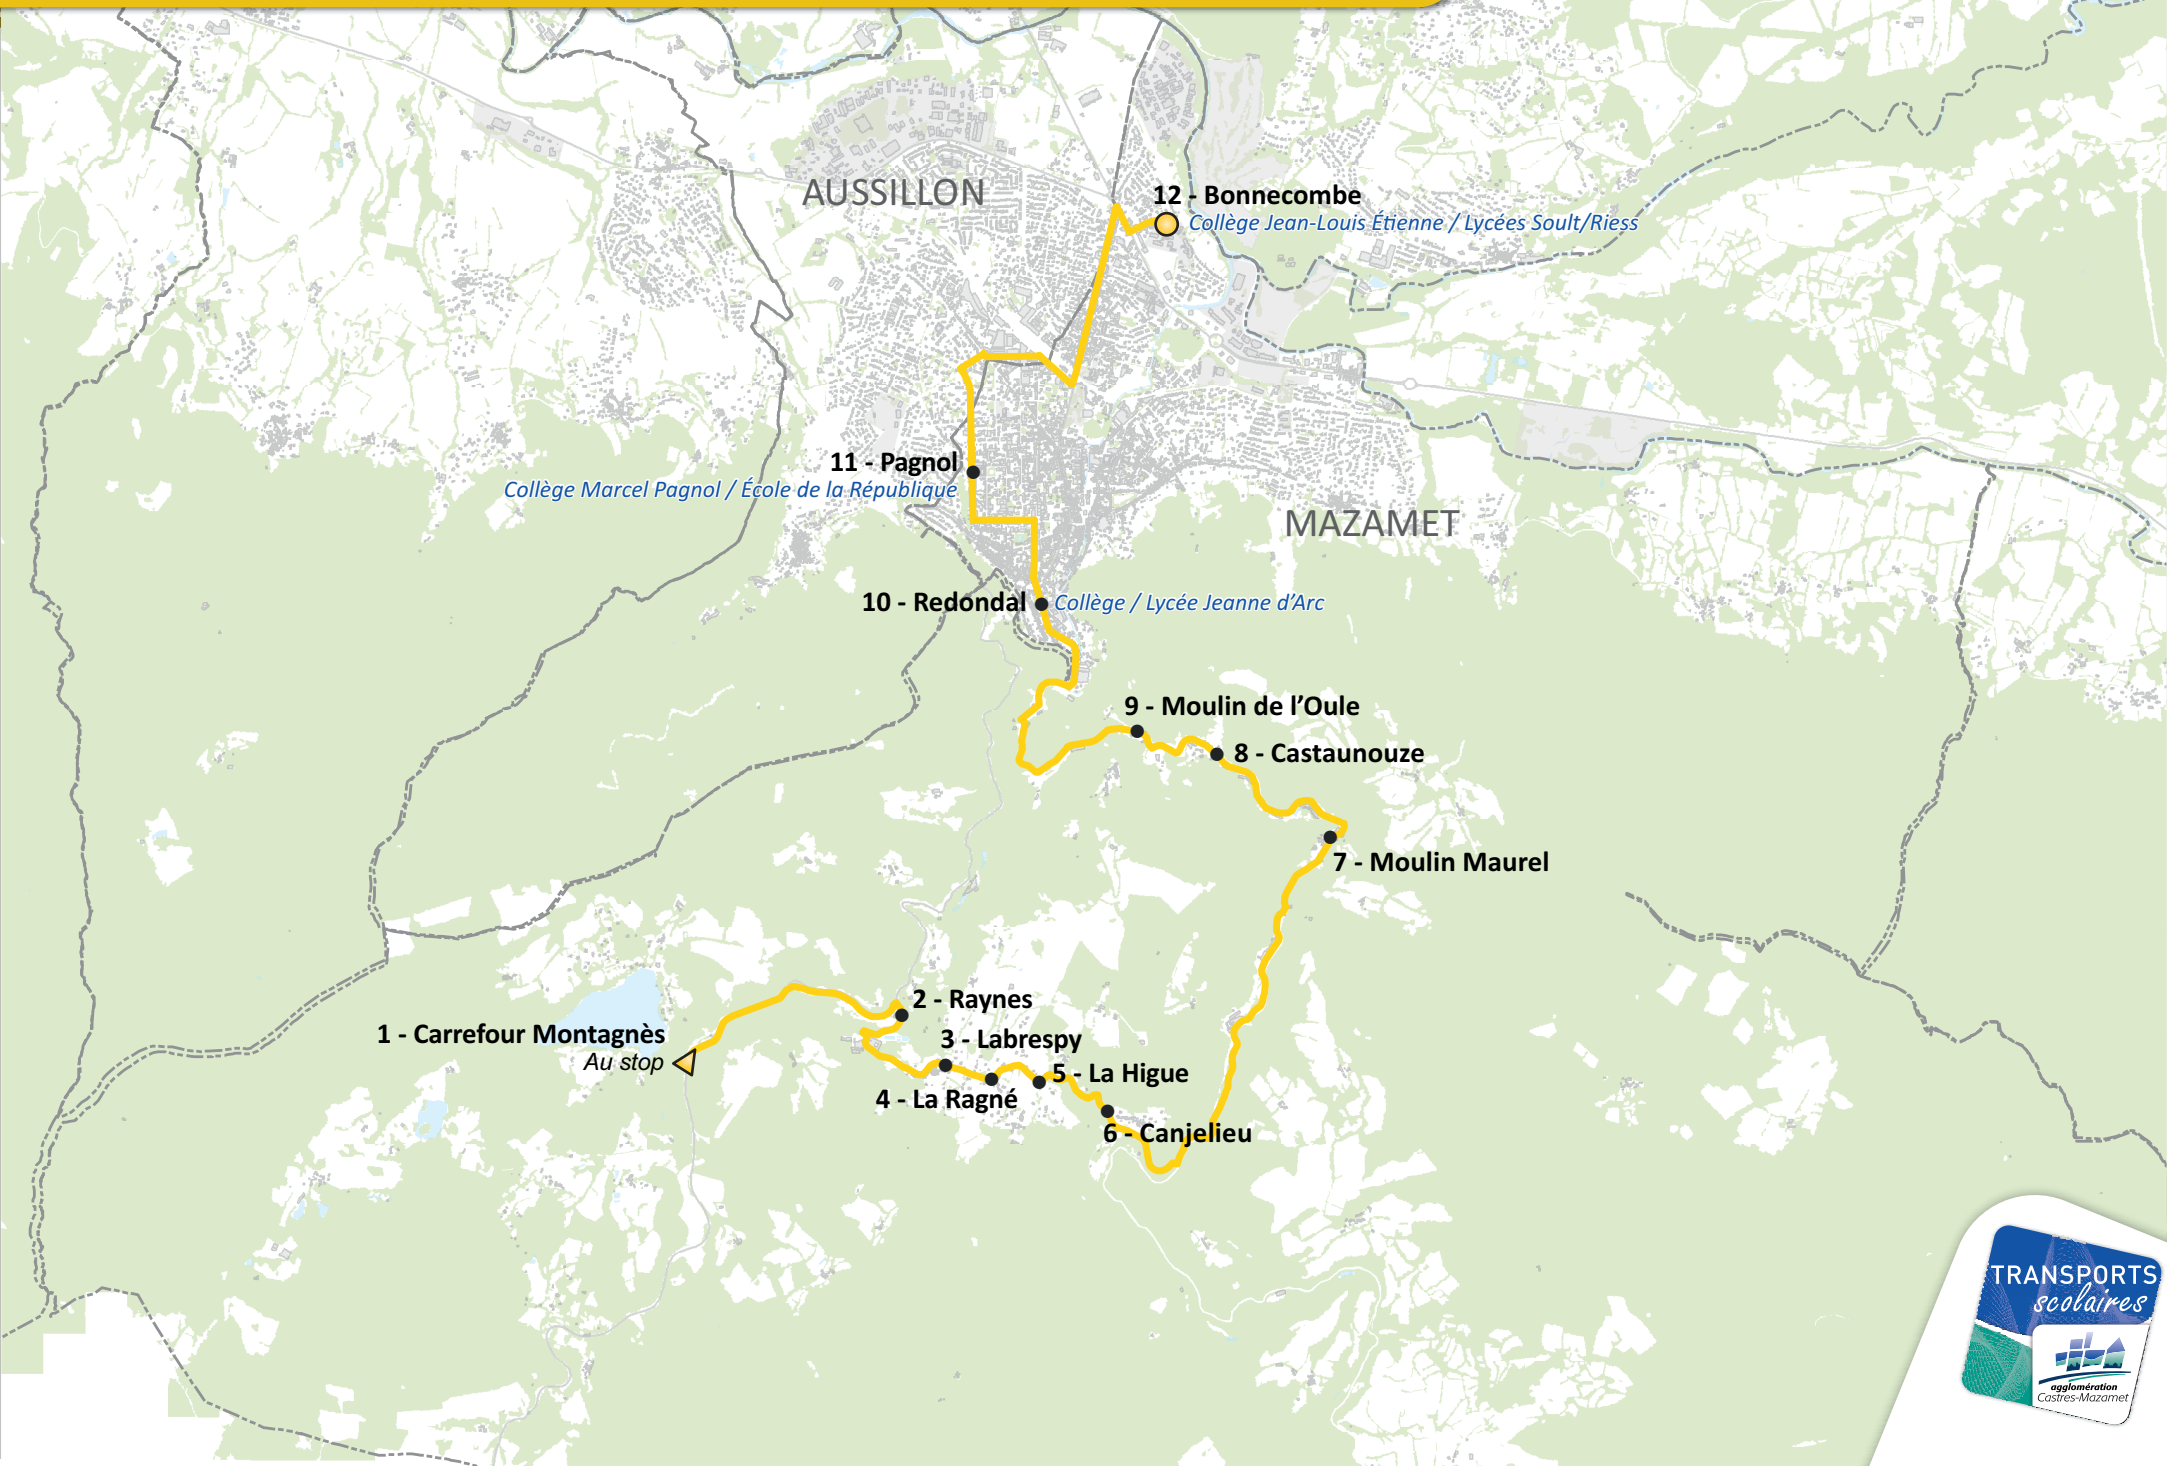 AUSSILLON
12 - Bonnecombe
Collège Jean-Louis Étienne / Lycées Soult/Riess
11 - Pagnol
Collège Marcel Pagnol / École de la République
MAZAMET
10 - Redondal
Collège / Lycée Jeanne d’Arc
9 - Moulin de l’Oule
8 - Castaunouze
7 - Moulin Maurel
2 - Raynes
1 - Carrefour Montagnès
Au stop
3 - Labrespy
5 - La Higue
4 - La Ragné
6 - Canjelieu
TRANSPORTS
scolaires
agglomération
Castres-Mazamet